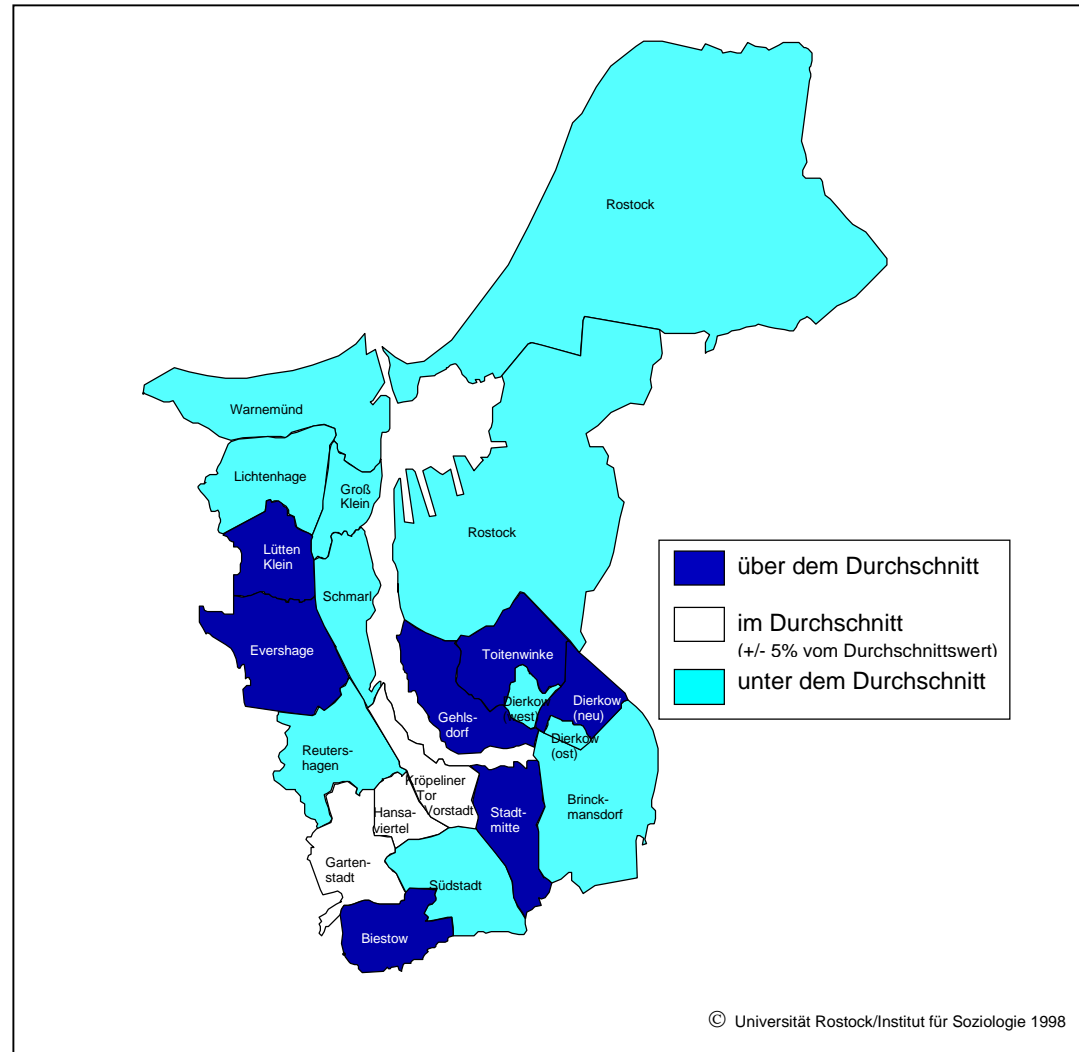 Rostock
Warnemünd
Lichtenhage
Groß
Klein
Rostock
Lütten
Klein
Schmarl
Evershage
Toitenwinke
Dierkow
(west)
Dierkow
(neu)
Gehls-
dorf
Dierkow
(ost)
Reuters-
hagen
Kröpeliner
Tor
Vorstadt
Hansa-
viertel
Stadt-
mitte
Brinck-
mansdorf
Garten-
stadt
Südstadt
Biestow
über dem Durchschnitt
im Durchschnitt
(+/- 5% vom Durchschnittswert)
unter dem Durchschnitt
© Universität Rostock/Institut für Soziologie 1998